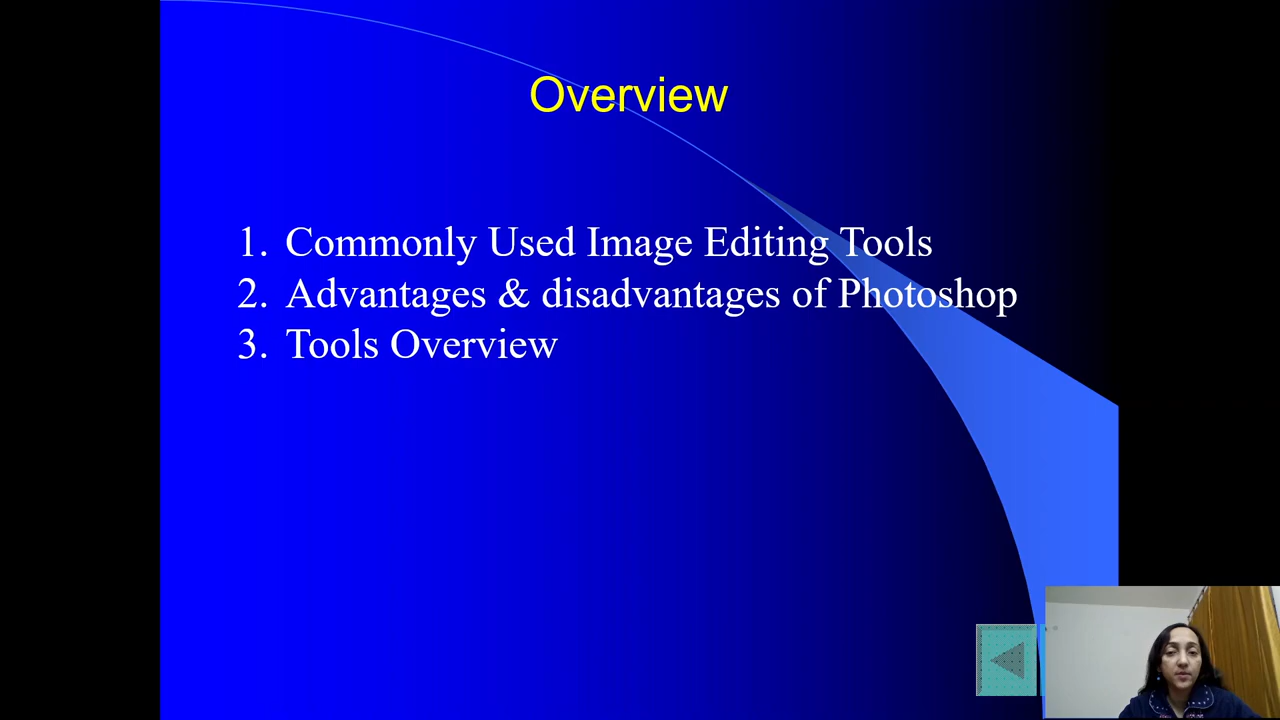 Overview
1. Commonly Used Image Editing Tools
2. Advantages & disadvantages of Photoshop
3. Tools Overview